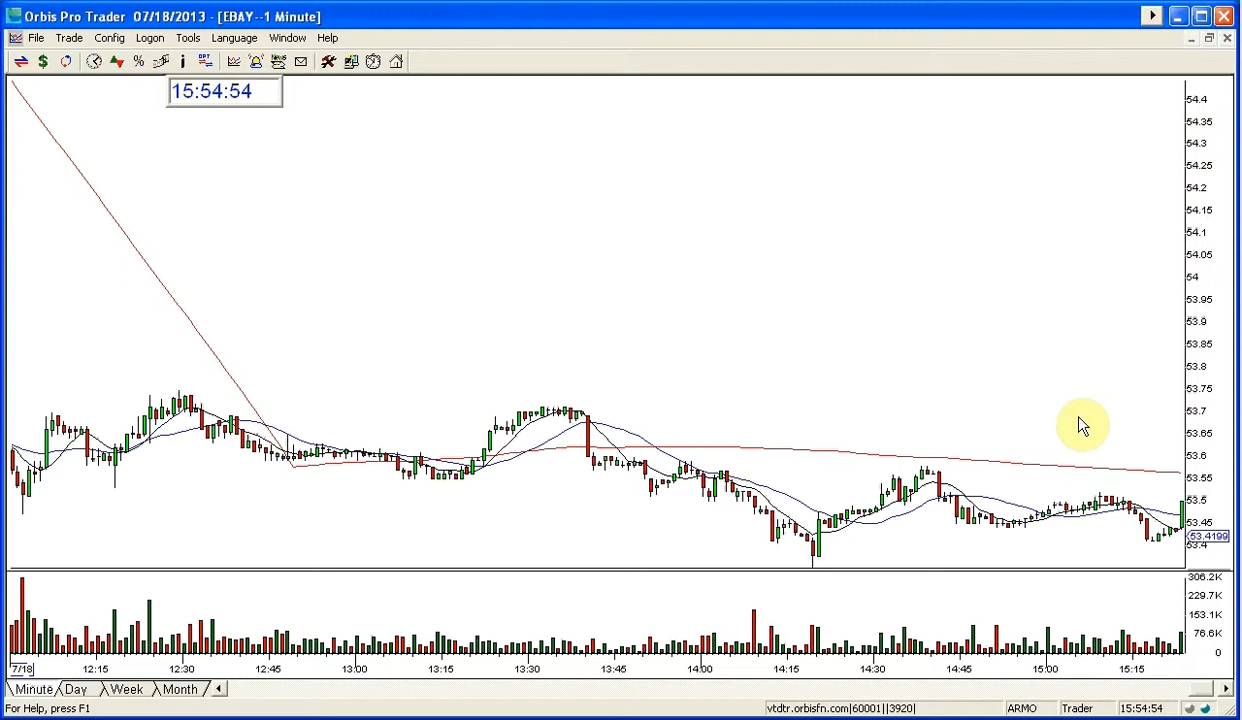 Orbis Pro Trader 07/18/2013 - [EBAY--1 Minute]
File Trade Config Logon Tools Language Window Help
$ % i OPT News
15:54:54
54.4
54.35
54.3
54.25
54.2
54.15
54.1
54.05
54
53.95
53.9
53.85
53.8
53.75
53.7
53.65
53.6
53.55
53.5
53.45
53.4199
53.4
306.2K
229.7K
153.1K
76.6K
0
7/18 12:15 12:30 12:45 13:00 13:15 13:30 13:45 14:00 14:15 14:30 14:45 15:00 15:15
Minute Day Week Month
For Help, press F1 vtdtr.orbisfn.com|60001||3920| ARMO Trader 15:54:54